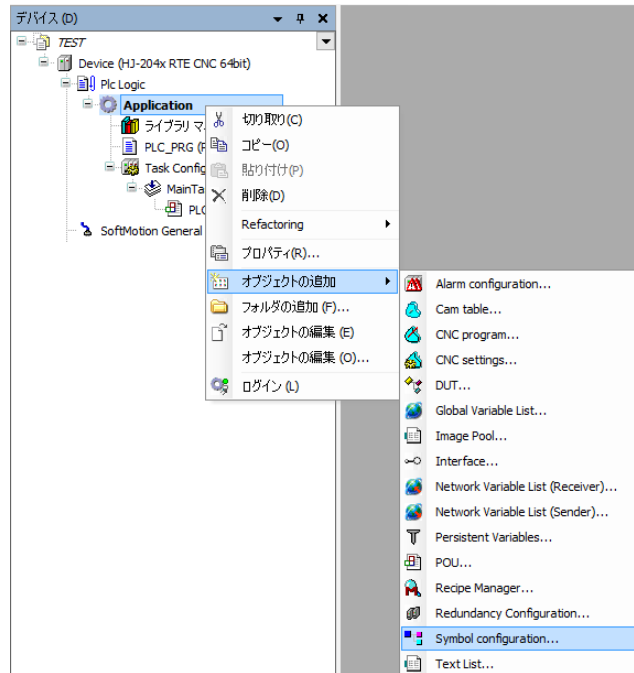 デバイス (D)
TEST
Device (HJ-204x RTE CNC 64bit)
Plc Logic
Application
ライブラリ マ
PLC_PRG (P
Task Config
MainTa
PLC
SoftMotion General
切り取り(C)
コピー(O)
貼り付け(P)
削除(D)
Refactoring
プロパティ(R)...
オブジェクトの追加
フォルダの追加 (F)...
オブジェクトの編集 (E)
オブジェクトの編集 (O)...
ログイン (L)
Alarm configuration...
Cam table...
CNC program...
CNC settings...
DUT...
Global Variable List...
Image Pool...
Interface...
Network Variable List (Receiver)...
Network Variable List (Sender)...
Persistent Variables...
POU...
Recipe Manager...
Redundancy Configuration...
Symbol configuration...
Text List...